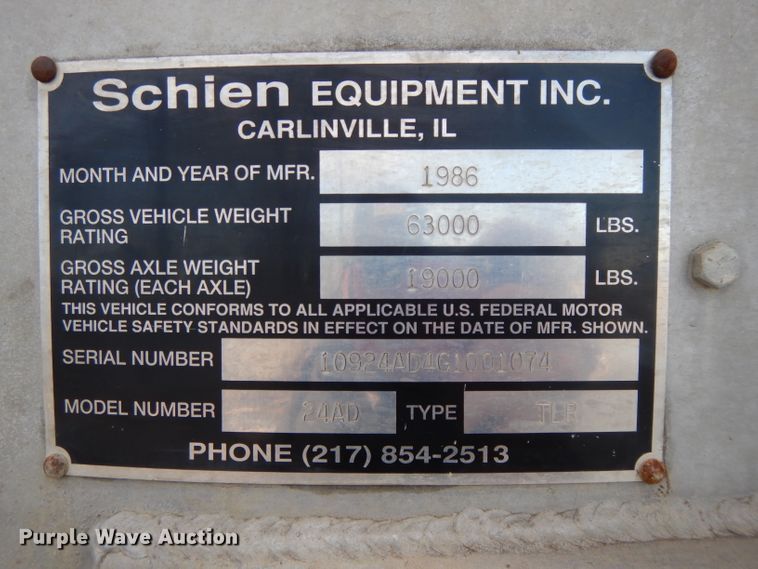 Schien EQUIPMENT INC.
CARLINVILLE, IL
MONTH AND YEAR OF MFR. 1986
GROSS VEHICLE WEIGHT RATING 63000 LBS.
GROSS AXLE WEIGHT RATING (EACH AXLE) 19000 LBS.
THIS VEHICLE CONFORMS TO ALL APPLICABLE U.S. FEDERAL MOTOR
VEHICLE SAFETY STANDARDS IN EFFECT ON THE DATE OF MFR. SHOWN.
SERIAL NUMBER 10924AD4G1001074
MODEL NUMBER 24AD TYPE TLR
PHONE (217) 854-2513
Purple Wave Auction